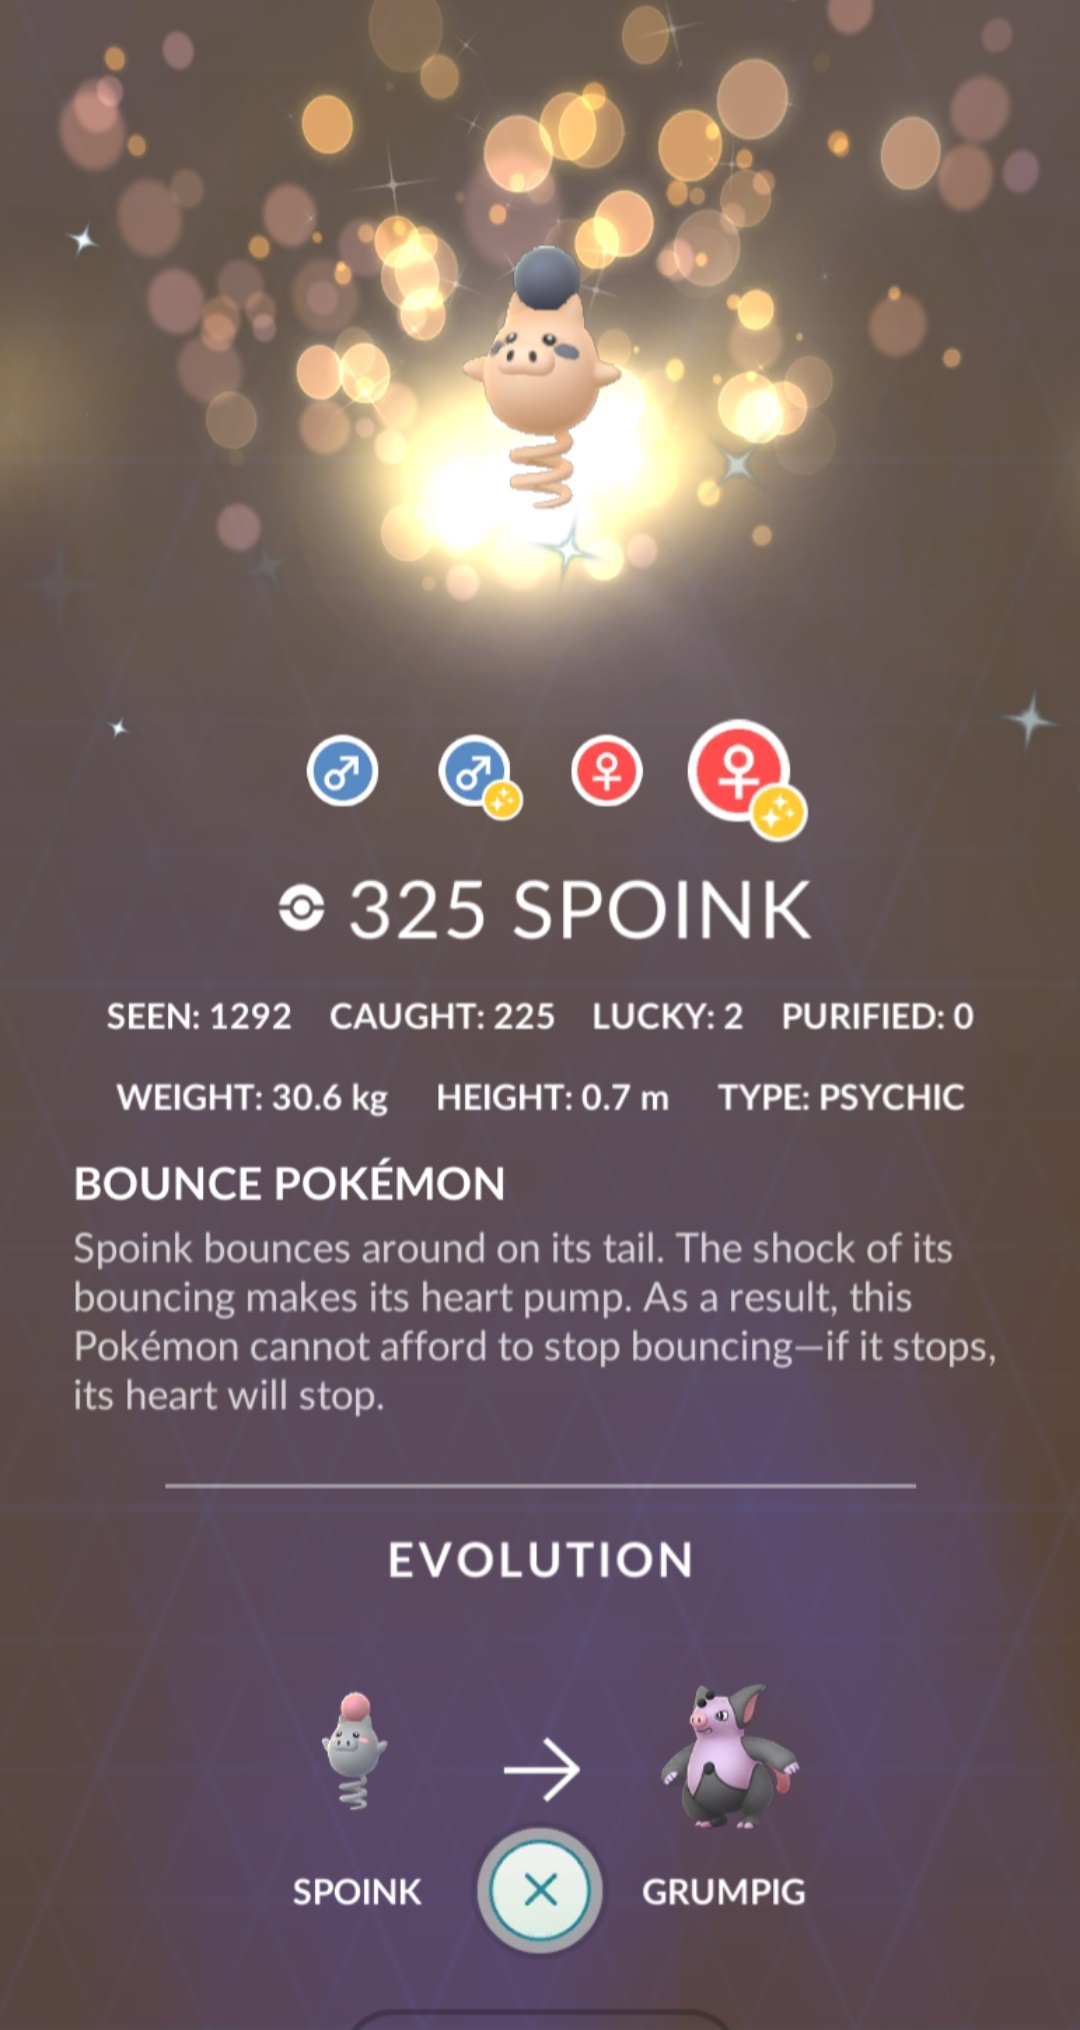 325 SPOINK
SEEN: 1292 CAUGHT: 225 LUCKY: 2 PURIFIED: 0
WEIGHT: 30.6 kg HEIGHT: 0.7 m TYPE: PSYCHIC
BOUNCE POKÉMON
Spoink bounces around on its tail. The shock of its
bouncing makes its heart pump. As a result, this
Pokémon cannot afford to stop bouncing—if it stops,
its heart will stop.
EVOLUTION
SPOINK GRUMPIG